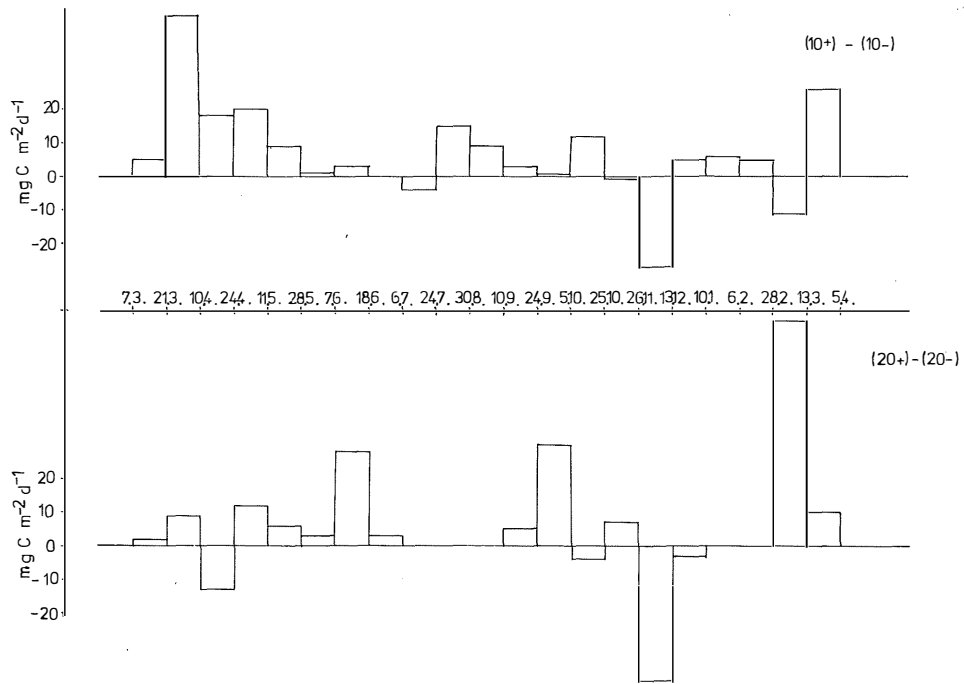 (10+) - (10-)
mg C m⁻²d⁻¹
20
10
0
-10
-20
7.3. 21.3. 10.4. 24.4. 11.5. 28.5. 7.6. 18.6. 6.7. 24.7. 30.8. 10.9. 24.9. 5.10. 25.10. 26.11. 13.12. 10.1. 6.2. 28.2. 13.3. 5.4.
(20+)-(20-)
mg C m⁻²d⁻¹
20
10
0
-10
-20